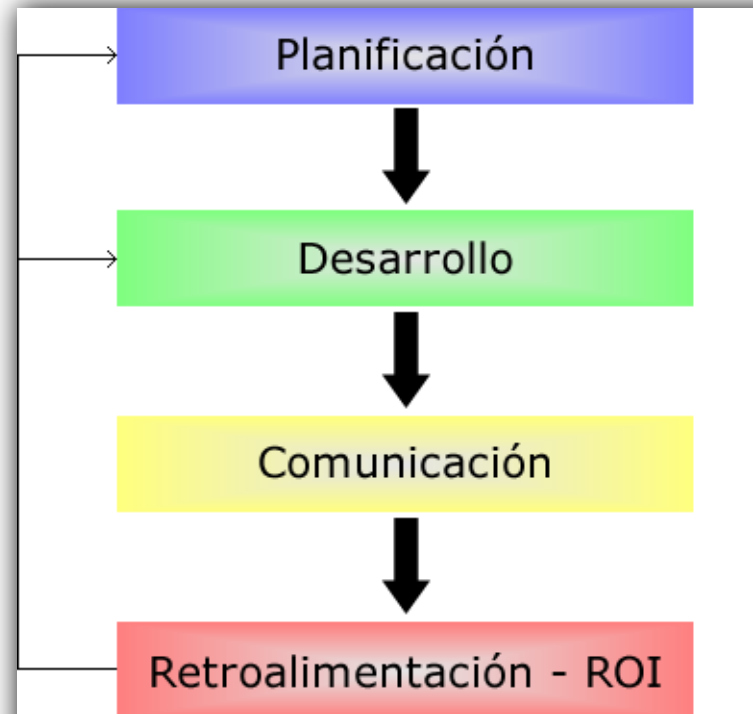 Planificación
Desarrollo
Comunicación
Retroalimentación - ROI